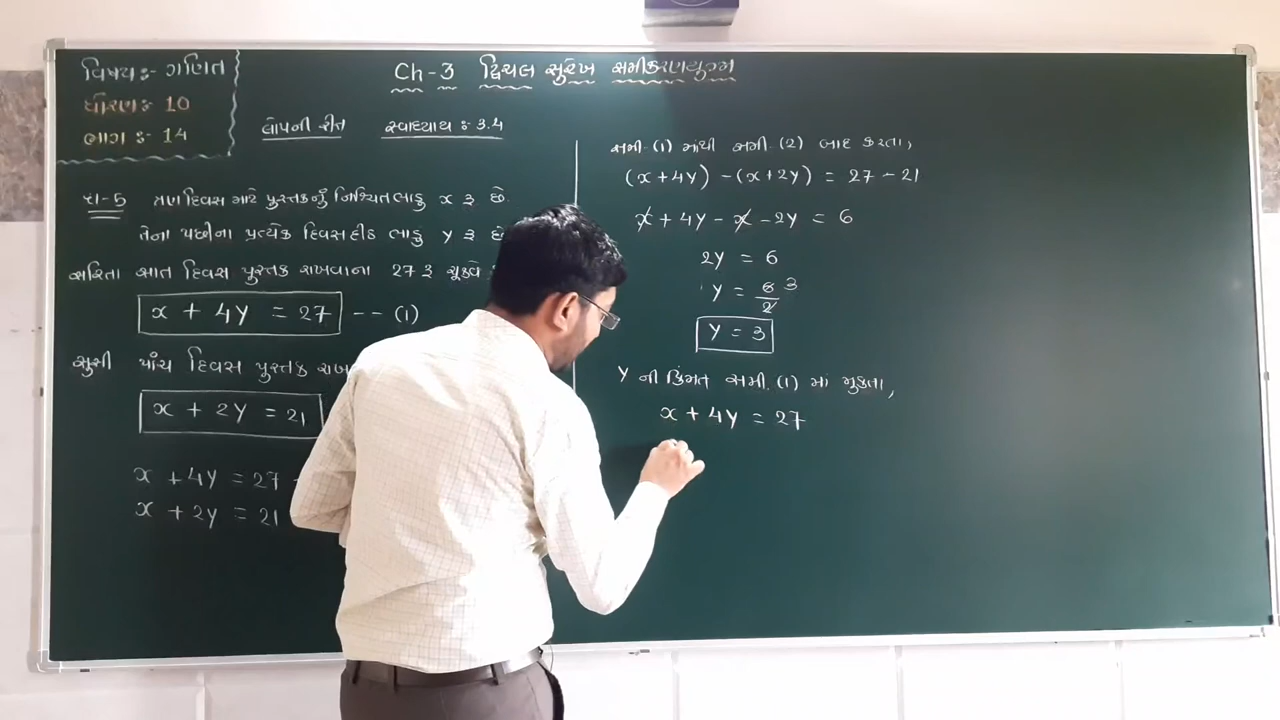 વિષય :- ગણિત
ધોરણ : 10
ભાગ :- 14
Ch - 3 દ્વિચલ સુરેખ સમીકરણયુગ્મ
લોપની રીત સ્વાધ્યાય :- 3.4
રા-5 ત્રણ દિવસ માટે પુસ્તકનું નિશ્ચિત ભાડું x રૂ છે.
તેના પછીના પ્રત્યેક દિવસ દીઠ ભાડું y રૂ છે
સરિતા સાત દિવસ પુસ્તક રાખવાના 27 રૂ ચૂકવે
x + 4y = 27 -- (1)
સુસી પાંચ દિવસ પુસ્તક રાખ
x + 2y = 21
x + 4y = 27
x + 2y = 21
સમી. (1) માંથી સમી. (2) બાદ કરતા,
(x + 4y) - (x + 2y) = 27 - 21
x + 4y - x - 2y = 6
2y = 6
y = 6/2 3
y = 3
y ની કિંમત સમી. (1) માં મુકતા,
x + 4y = 27